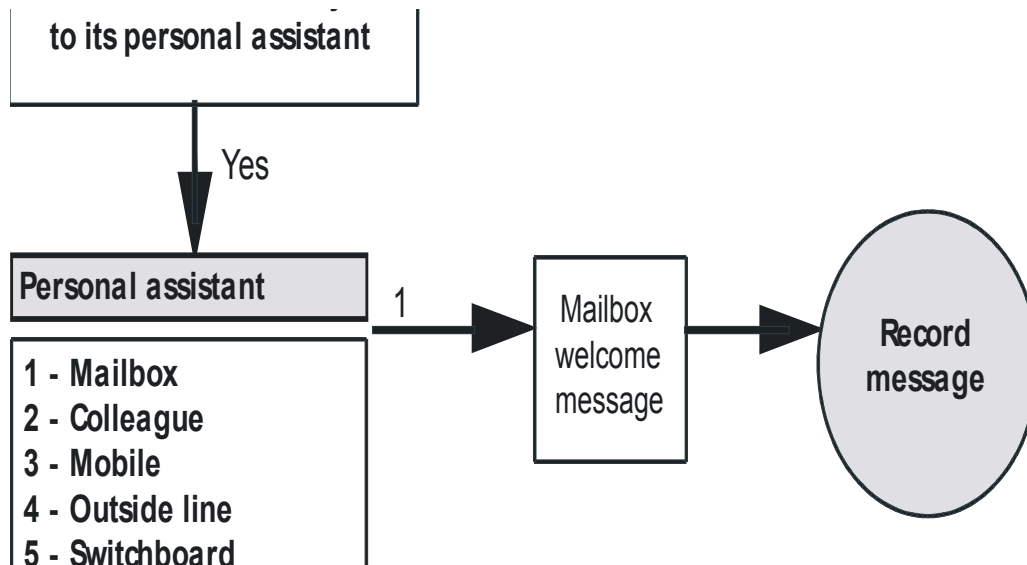 to its personal assistant
Yes
Personal assistant
1
1 - Mailbox
2 - Colleague
3 - Mobile
4 - Outside line
5 - Switchboard
Mailbox
welcome
message
Record
message